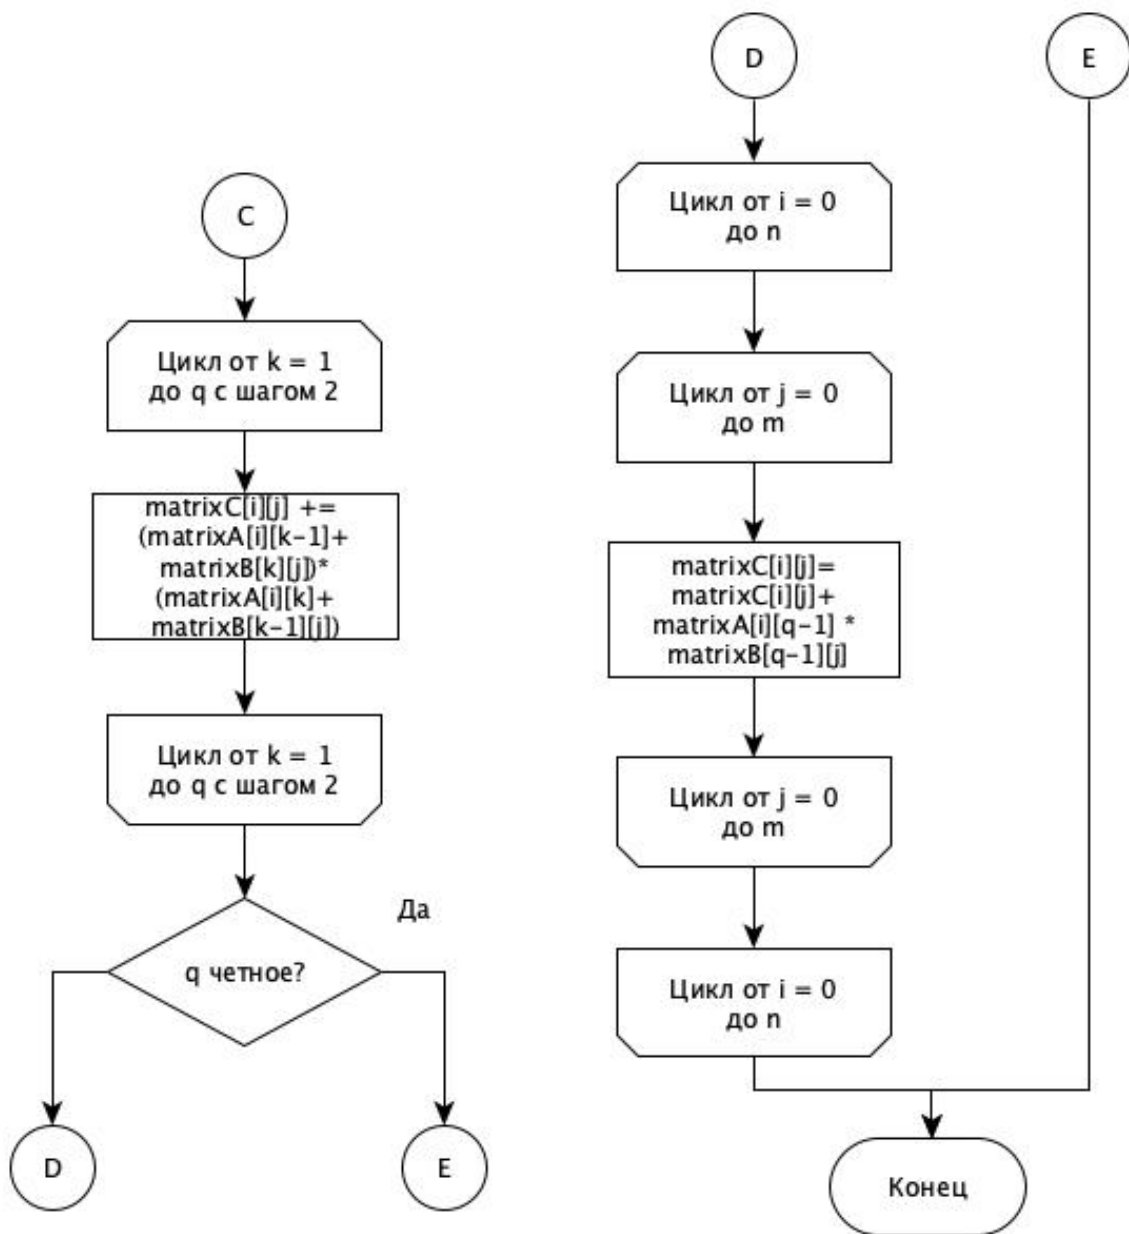 C
Цикл от k = 1
до q с шагом 2
matrixC[i][j] +=
(matrixA[i][k-1]+
matrixB[k][j])*
(matrixA[i][k]+
matrixB[k-1][j])
Цикл от k = 1
до q с шагом 2
Да
q четное?
D
E
D
Цикл от i = 0
до n
Цикл от j = 0
до m
matrixC[i][j]=
matrixC[i][j]+
matrixA[i][q-1] *
matrixB[q-1][j]
Цикл от j = 0
до m
Цикл от i = 0
до n
E
Конец